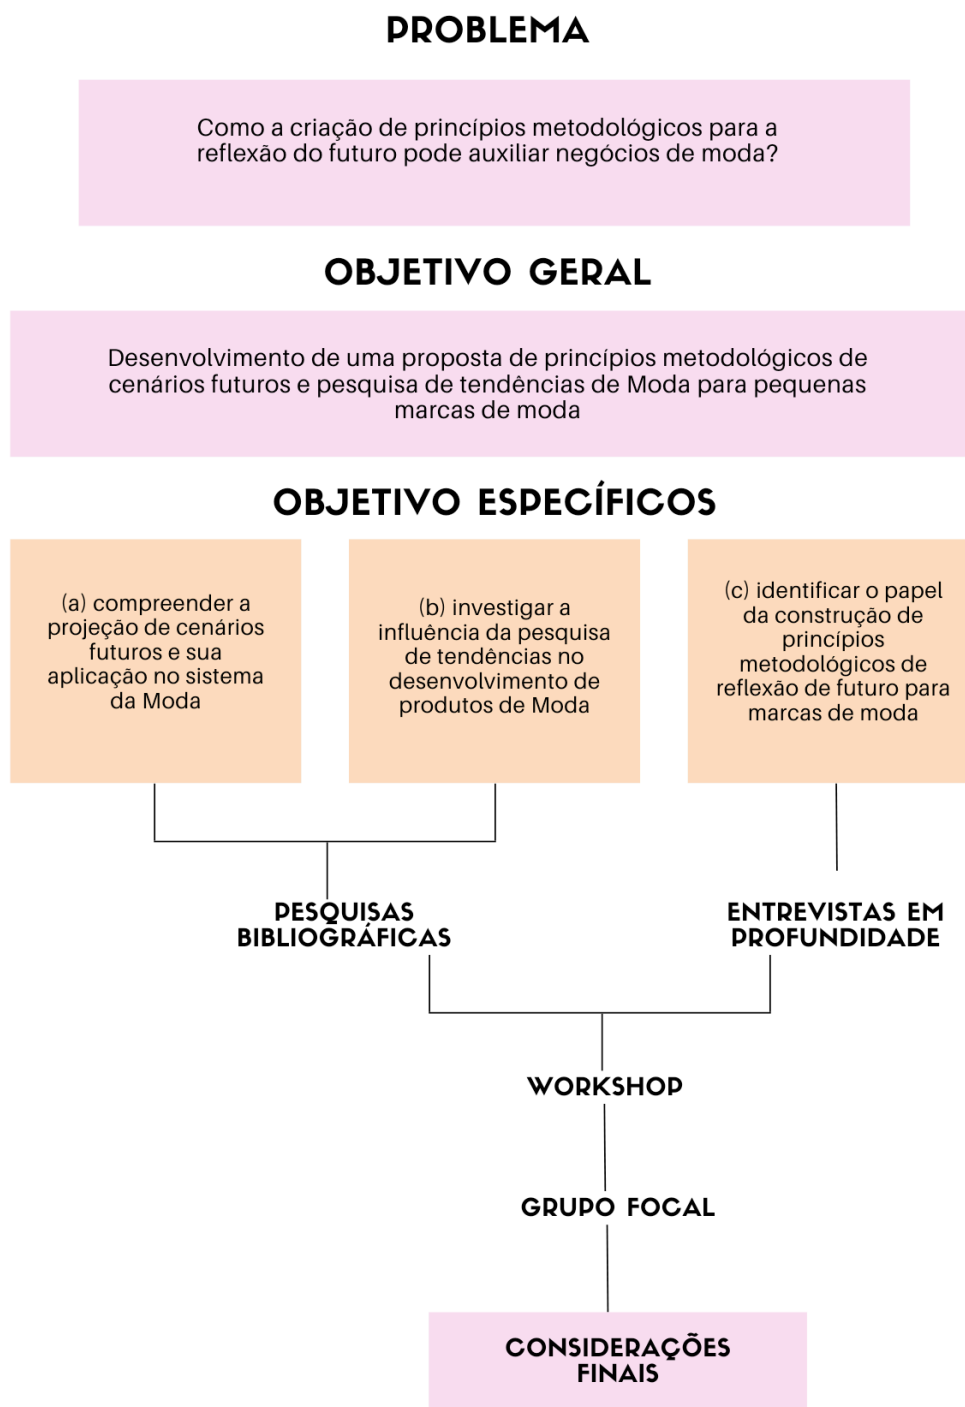 PROBLEMA
Como a criação de princípios metodológicos para a
reflexão do futuro pode auxiliar negócios de moda?
OBJETIVO GERAL
Desenvolvimento de uma proposta de princípios metodológicos de
cenários futuros e pesquisa de tendências de Moda para pequenas
marcas de moda
OBJETIVO ESPECÍFICOS
(a) compreender a
projeção de cenários
futuros e sua
aplicação no sistema
da Moda
(b) investigar a
influência da pesquisa
de tendências no
desenvolvimento de
produtos de Moda
(c) identificar o papel
da construção de
princípios
metodológicos de
reflexão de futuro para
marcas de moda
PESQUISAS
BIBLIOGRÁFICAS
ENTREVISTAS EM
PROFUNDIDADE
WORKSHOP
GRUPO FOCAL
CONSIDERAÇÕES
FINAIS